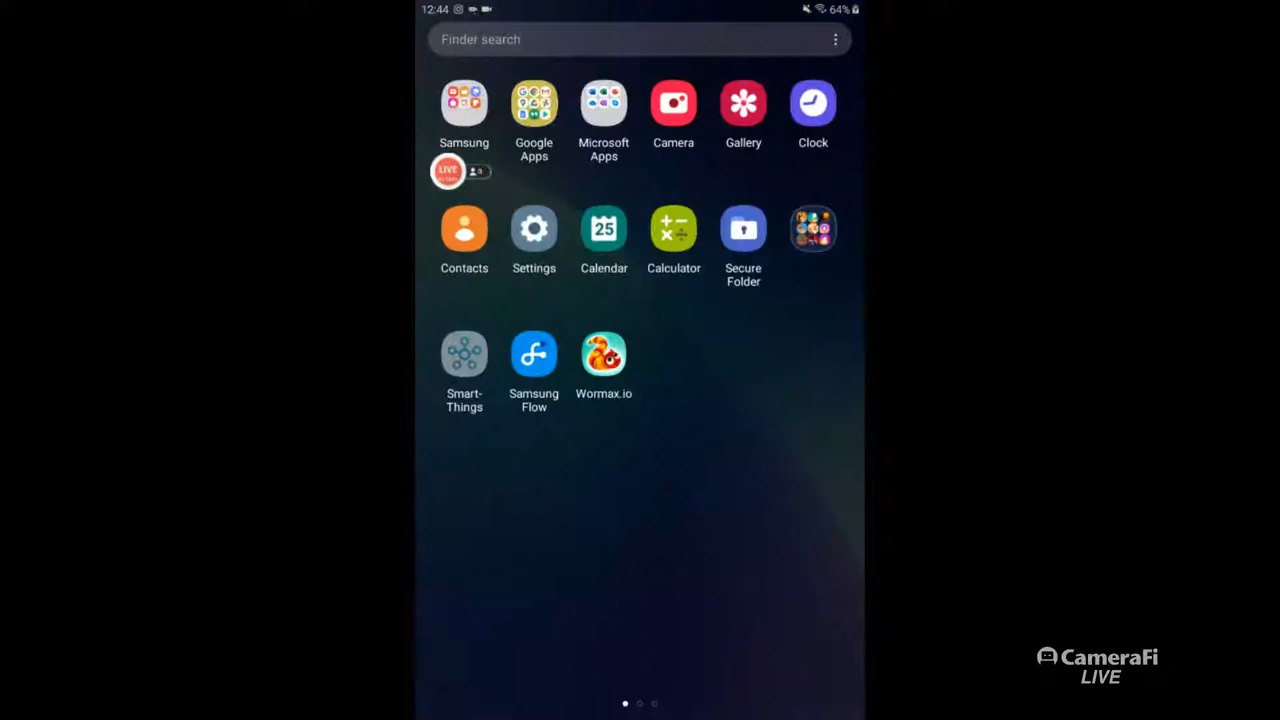 12:44
64%
Finder search
Samsung
Google
Apps
Microsoft
Apps
Camera
Gallery
Clock
LIVE
0
Contacts
Settings
25
Calendar
Calculator
Secure
Folder
Smart-
Things
Samsung
Flow
Wormax.io
CameraFi
LIVE